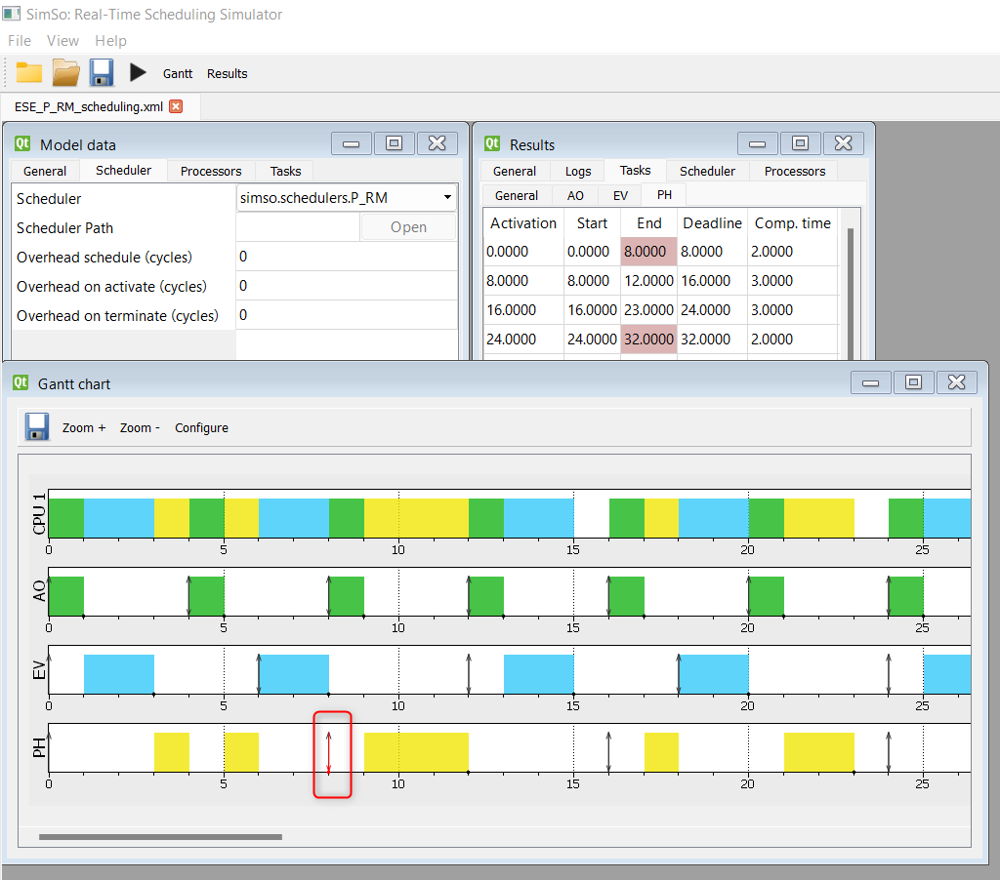 SimSo: Real-Time Scheduling Simulator
File View Help
Gantt Results
ESE_P_RM_scheduling.xml
Qt Model data
General Scheduler Processors Tasks
Scheduler simso.schedulers.P_RM
Scheduler Path Open
Overhead schedule (cycles) 0
Overhead on activate (cycles) 0
Overhead on terminate (cycles) 0
Qt Results
General Logs Tasks Scheduler Processors
General AO EV PH
Activation Start End Deadline Comp. time
0.0000 0.0000 8.0000 8.0000 2.0000
8.0000 8.0000 12.0000 16.0000 3.0000
16.0000 16.0000 23.0000 24.0000 3.0000
24.0000 24.0000 32.0000 32.0000 2.0000
Qt Gantt chart
Zoom + Zoom - Configure
CPU 1
0 5 10 15 20 25
AO
0 5 10 15 20 25
EV
0 5 10 15 20 25
PH
0 5 10 15 20 25